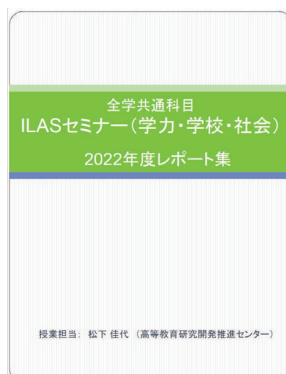 全学共通科目
ILASセミナー(学力・学校・社会)
2022年度レポート集
授業担当: 松下 佳代 (高等教育研究開発推進センター)